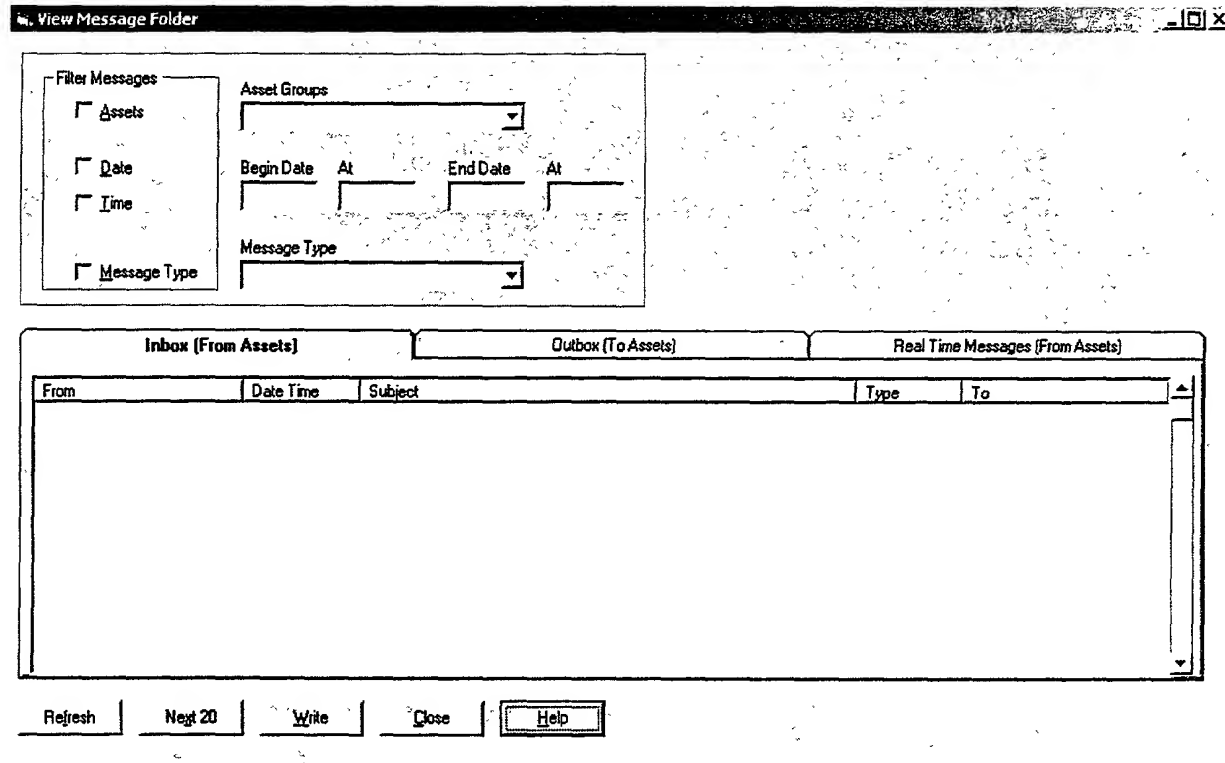 View Message Folder
Filter Messages
Assets
Asset Groups
Date
Begin Date At End Date At
Time
Message Type
Message Type
Inbox (From Assets) Outbox (To Assets) Real Time Messages (From Assets)
From Date Time Subject Type To
Refresh Next 20 Write Close Help